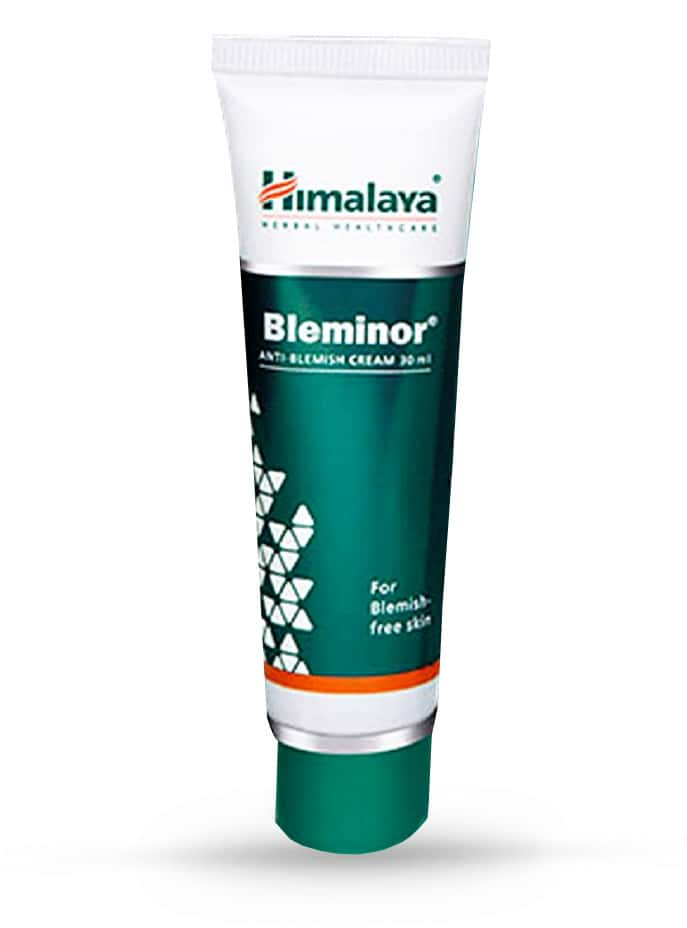 Himalaya®
HERBAL HEALTHCARE
Bleminor®
ANTI-BLEMISH CREAM 30 ml
For
Blemish-
free skin